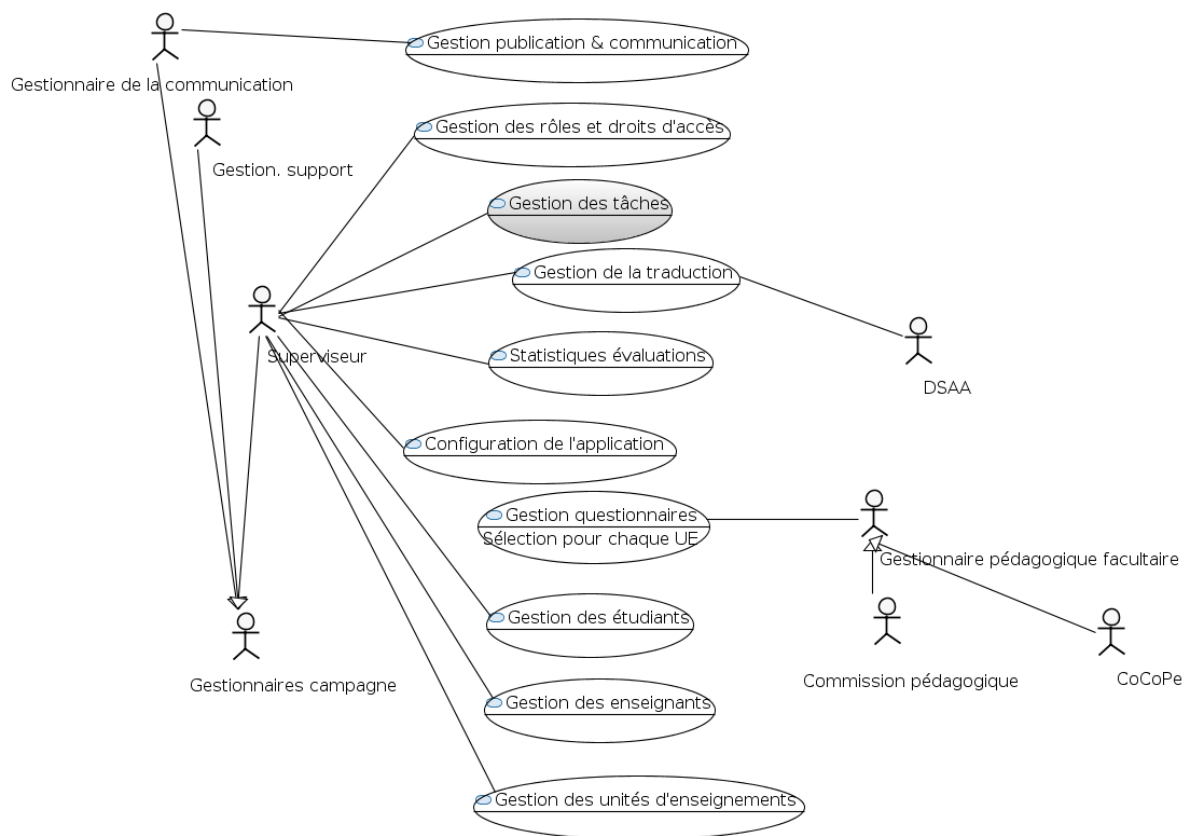 Gestion publication & communication
Gestionnaire de la communication
Gestion des rôles et droits d'accès
Gestion. support
Gestion des tâches
Gestion de la traduction
Superviseur
Statistiques évaluations
DSAA
Configuration de l'application
Gestion questionnaires
Sélection pour chaque UE
Gestionnaire pédagogique facultaire
Gestion des étudiants
Gestionnaires campagne
Commission pédagogique
CoCoPe
Gestion des enseignants
Gestion des unités d'enseignements